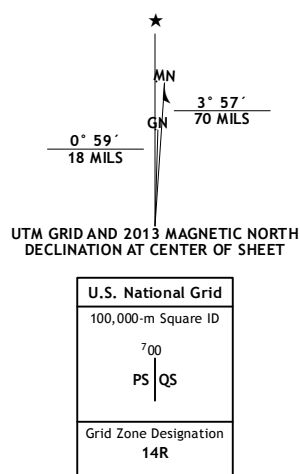 ★
MN
GN
3° 57´
70 MILS
0° 59´
18 MILS
UTM GRID AND 2013 MAGNETIC NORTH
DECLINATION AT CENTER OF SHEET
U.S. National Grid
100,000-m Square ID
⁷00
PS QS
Grid Zone Designation
14R